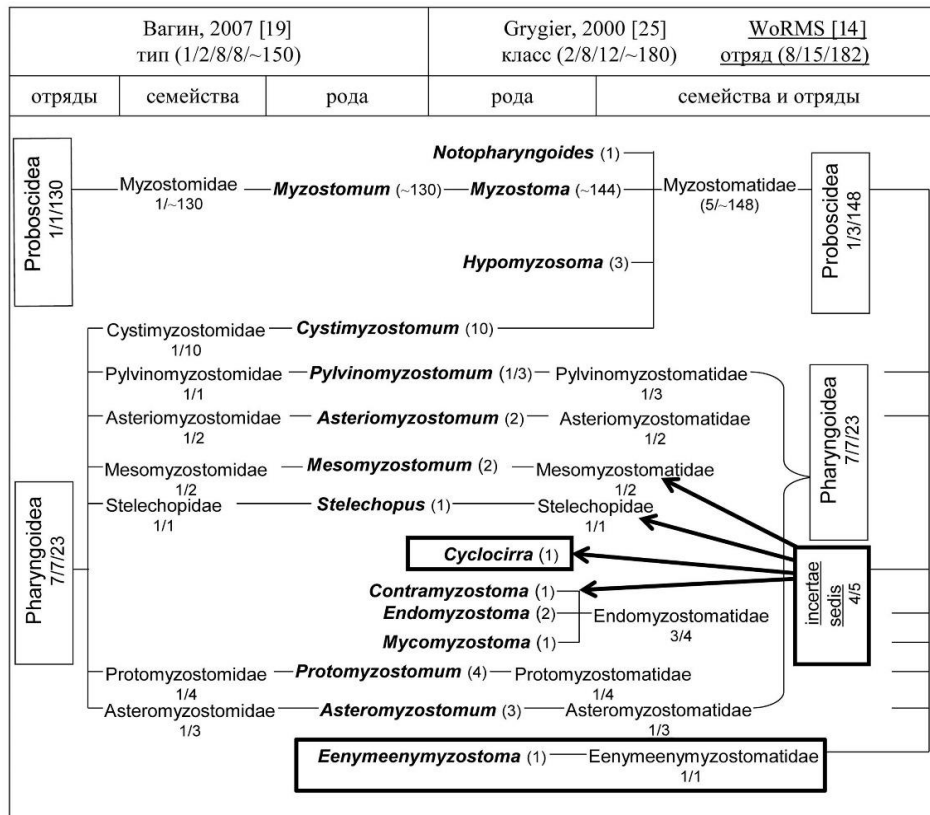 Вагин, 2007 [19]
тип (1/2/8/8/~150)
Grygier, 2000 [25]
класс (2/8/12/~180)
WoRMS [14]
отряд (8/15/182)
отряды
семейства
рода
рода
семейства и отряды
Proboscidea
1/1/130
Myzostomidae
1/~130
Myzostomum (~130)
Notopharyngoides (1)
Myzostoma (~144)
Hypomyzosoma (3)
Myzostomatidae
(5/~148)
Proboscidea
1/3/148
Pharyngoidea
7/7/23
Cystimyzostomidae
1/10
Cystimyzostomum (10)
Pylvinomyzostomidae
1/1
Pylvinomyzostomum (1/3)
Pylvinomyzostomatidae
1/3
Asteriomyzostomidae
1/2
Asteriomyzostomum (2)
Asteriomyzostomatidae
1/2
Mesomyzostomidae
1/2
Mesomyzostomum (2)
Mesomyzostomatidae
1/2
Stelechopidae
1/1
Stelechopus (1)
Stelechopidae
1/1
Cyclocirra (1)
Contramyzostoma (1)
Endomyzostoma (2)
Mycomyzostoma (1)
Endomyzostomatidae
3/4
Protomyzostomidae
1/4
Protomyzostomum (4)
Protomyzostomatidae
1/4
Asteromyzostomidae
1/3
Asteromyzostomum (3)
Asteromyzostomatidae
1/3
Eenymeenymyzostoma (1)
Eenymeenymyzostomatidae
1/1
Pharyngoidea
7/7/23
incertae
sedis
4/5